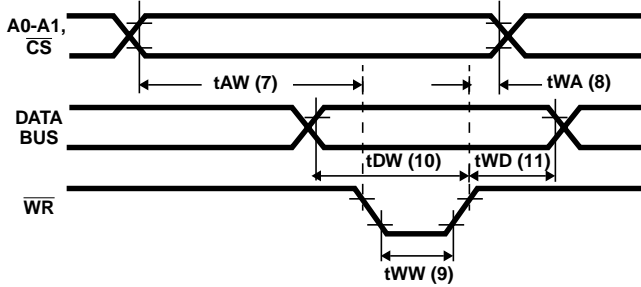 A0-A1,
CS
tAW (7)
tWA (8)
DATA
BUS
tDW (10)
tWD (11)
WR
tWW (9)